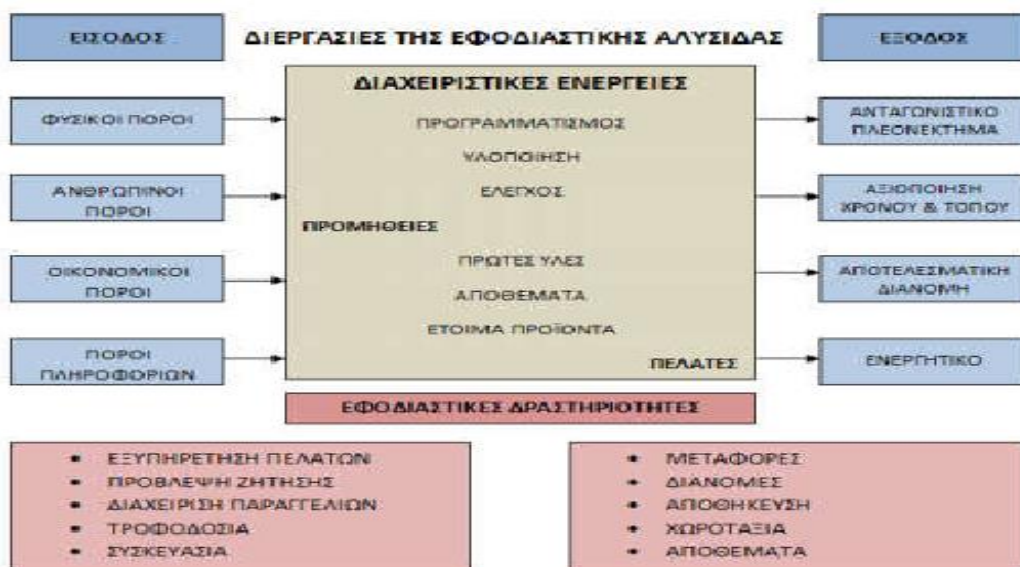 ΕΙΣΟΔΟΣ
ΔΙΕΡΓΑΣΙΕΣ ΤΗΣ ΕΦΟΔΙΑΣΤΙΚΗΣ ΑΛΥΣΙΔΑΣ
ΕΞΟΔΟΣ
ΦΥΣΙΚΟΙ ΠΟΡΟΙ
ΑΝΘΡΩΠΙΝΟΙ
ΠΟΡΟΙ
ΟΙΚΟΝΟΜΙΚΟΙ
ΠΟΡΟΙ
ΠΟΡΟΙ
ΠΛΗΡΟΦΟΡΙΩΝ
ΔΙΑΧΕΙΡΙΣΤΙΚΕΣ ΕΝΕΡΓΕΙΕΣ
ΠΡΟΓΡΑΜΜΑΤΙΣΜΟΣ
ΥΛΟΠΟΙΗΣΗ
ΕΛΕΓΧΟΣ
ΠΡΟΜΗΘΕΙΕΣ
ΠΡΩΤΕΣ ΥΛΕΣ
ΑΠΟΘΕΜΑΤΑ
ΕΤΟΙΜΑ ΠΡΟΪΟΝΤΑ
ΠΕΛΑΤΕΣ
ΑΝΤΑΓΩΝΙΣΤΙΚΟ
ΠΛΕΟΝΕΚΤΗΜΑ
ΑΞΙΟΠΟΙΗΣΗ
ΧΡΟΝΟΥ & ΤΟΠΟΥ
ΑΠΟΤΕΛΕΣΜΑΤΙΚΗ
ΔΙΑΝΟΜΗ
ΕΝΕΡΓΗΤΙΚΟ
ΕΦΟΔΙΑΣΤΙΚΕΣ ΔΡΑΣΤΗΡΙΟΤΗΤΕΣ
• ΕΞΥΠΗΡΕΤΗΣΗ ΠΕΛΑΤΩΝ
• ΠΡΟΒΛΕΨΗ ΖΗΤΗΣΗΣ
• ΔΙΑΧΕΙΡΙΣΗ ΠΑΡΑΓΓΕΛΙΩΝ
• ΤΡΟΦΟΔΟΣΙΑ
• ΣΥΣΚΕΥΑΣΙΑ
• ΜΕΤΑΦΟΡΕΣ
• ΔΙΑΝΟΜΕΣ
• ΑΠΟΘΗΚΕΥΣΗ
• ΧΩΡΟΤΑΞΙΑ
• ΑΠΟΘΕΜΑΤΑ